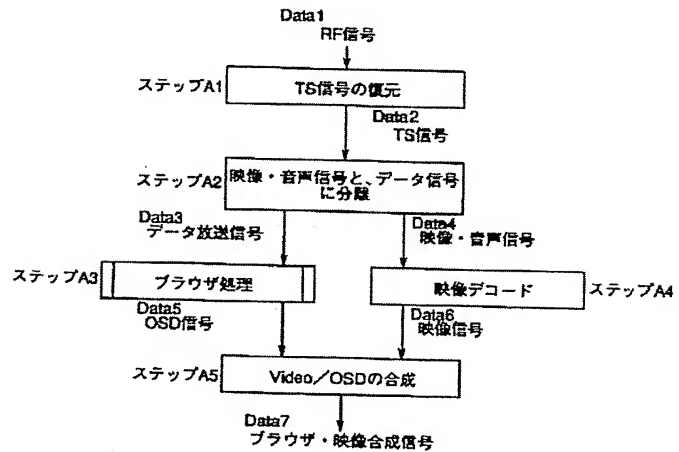 Data1
RF信号
ステップA1
TS信号の復元
Data2
TS信号
ステップA2
映像・音声信号と、データ信号
に分離
Data3
データ放送信号
Data4
映像・音声信号
ステップA3
ブラウザ処理
映像デコード
ステップA4
Data5
OSD信号
Data6
映像信号
ステップA5
Video／OSDの合成
Data7
ブラウザ・映像合成信号